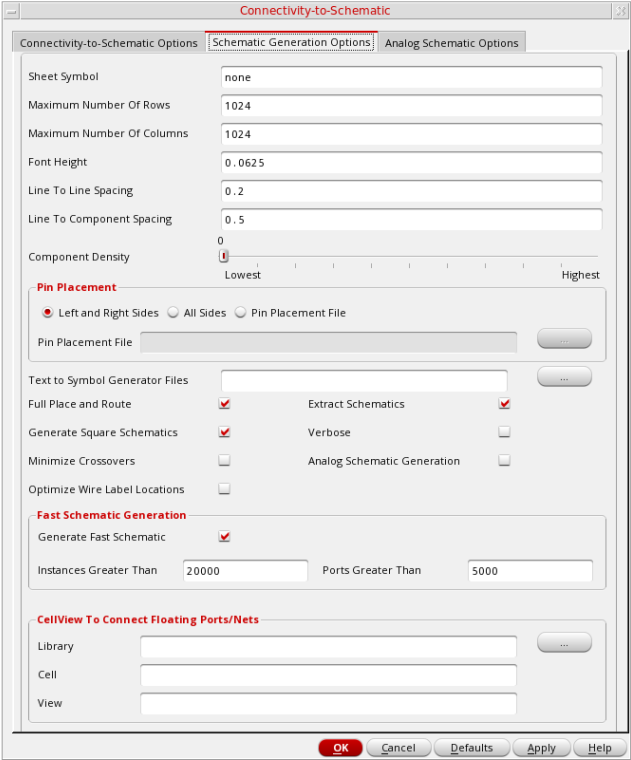 Connectivity-to-Schematic
Connectivity-to-Schematic Options Schematic Generation Options Analog Schematic Options
Sheet Symbol none
Maximum Number Of Rows 1024
Maximum Number Of Columns 1024
Font Height 0.0625
Line To Line Spacing 0.2
Line To Component Spacing 0.5
0
Component Density
Lowest Highest
Pin Placement
Left and Right Sides All Sides Pin Placement File
Pin Placement File ...
Text to Symbol Generator Files ...
Full Place and Route Extract Schematics
Generate Square Schematics Verbose
Minimize Crossovers Analog Schematic Generation
Optimize Wire Label Locations
Fast Schematic Generation
Generate Fast Schematic
Instances Greater Than 20000 Ports Greater Than 5000
CellView To Connect Floating Ports/Nets
Library ...
Cell
View
OK Cancel Defaults Apply Help